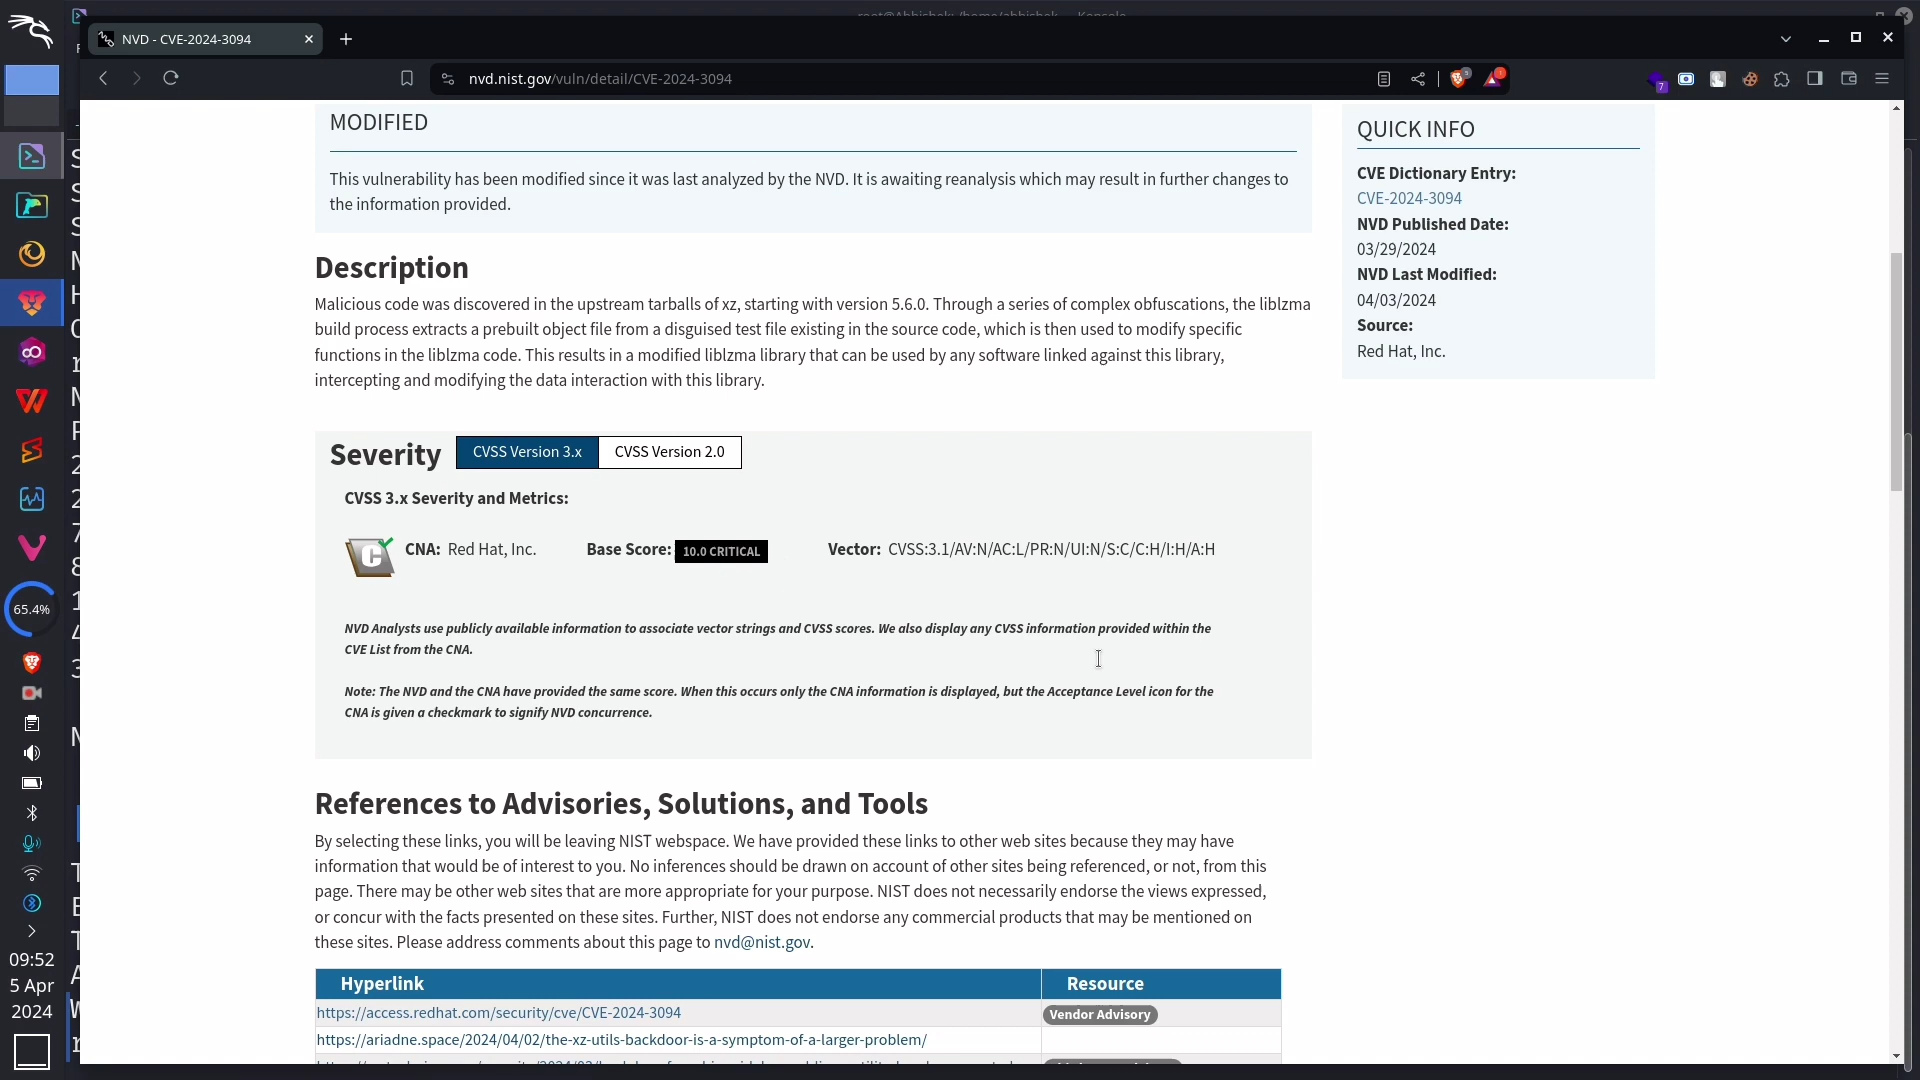 root@Abhishek: /home/abhishek — Konsole
NVD - CVE-2024-3094
nvd.nist.gov/vuln/detail/CVE-2024-3094
7
MODIFIED
This vulnerability has been modified since it was last analyzed by the NVD. It is awaiting reanalysis which may result in further changes to
the information provided.
QUICK INFO
CVE Dictionary Entry:
CVE-2024-3094
NVD Published Date:
03/29/2024
NVD Last Modified:
04/03/2024
Source:
Red Hat, Inc.
Description
Malicious code was discovered in the upstream tarballs of xz, starting with version 5.6.0. Through a series of complex obfuscations, the liblzma
build process extracts a prebuilt object file from a disguised test file existing in the source code, which is then used to modify specific
functions in the liblzma code. This results in a modified liblzma library that can be used by any software linked against this library,
intercepting and modifying the data interaction with this library.
Severity
CVSS Version 3.x
CVSS Version 2.0
CVSS 3.x Severity and Metrics:
CNA: Red Hat, Inc.
Base Score: 10.0 CRITICAL
Vector: CVSS:3.1/AV:N/AC:L/PR:N/UI:N/S:C/C:H/I:H/A:H
NVD Analysts use publicly available information to associate vector strings and CVSS scores. We also display any CVSS information provided within the
CVE List from the CNA.
Note: The NVD and the CNA have provided the same score. When this occurs only the CNA information is displayed, but the Acceptance Level icon for the
CNA is given a checkmark to signify NVD concurrence.
References to Advisories, Solutions, and Tools
By selecting these links, you will be leaving NIST webspace. We have provided these links to other web sites because they may have
information that would be of interest to you. No inferences should be drawn on account of other sites being referenced, or not, from this
page. There may be other web sites that are more appropriate for your purpose. NIST does not necessarily endorse the views expressed,
or concur with the facts presented on these sites. Further, NIST does not endorse any commercial products that may be mentioned on
these sites. Please address comments about this page to nvd@nist.gov.
Hyperlink
Resource
https://access.redhat.com/security/cve/CVE-2024-3094
Vendor Advisory
https://ariadne.space/2024/04/02/the-xz-utils-backdoor-is-a-symptom-of-a-larger-problem/
65.4%
09:52
5 Apr
2024